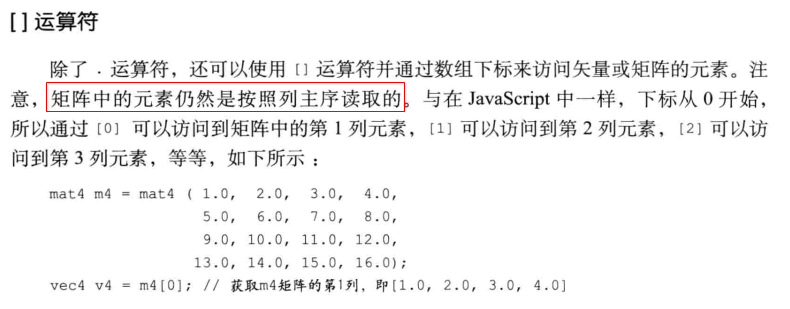 [ ] 运算符
除了 . 运算符，还可以使用 [] 运算符并通过数组下标来访问矢量或矩阵的元素。注
意，矩阵中的元素仍然是按照列主序读取的。与在 JavaScript 中一样，下标从 0 开始，
所以通过 [0] 可以访问到矩阵中的第 1 列元素，[1] 可以访问到第 2 列元素，[2] 可以访
问到第 3 列元素，等等，如下所示：
mat4 m4 = mat4 ( 1.0, 2.0, 3.0, 4.0,
5.0, 6.0, 7.0, 8.0,
9.0, 10.0, 11.0, 12.0,
13.0, 14.0, 15.0, 16.0);
vec4 v4 = m4[0]; // 获取m4矩阵的第1列，即[1.0, 2.0, 3.0, 4.0]